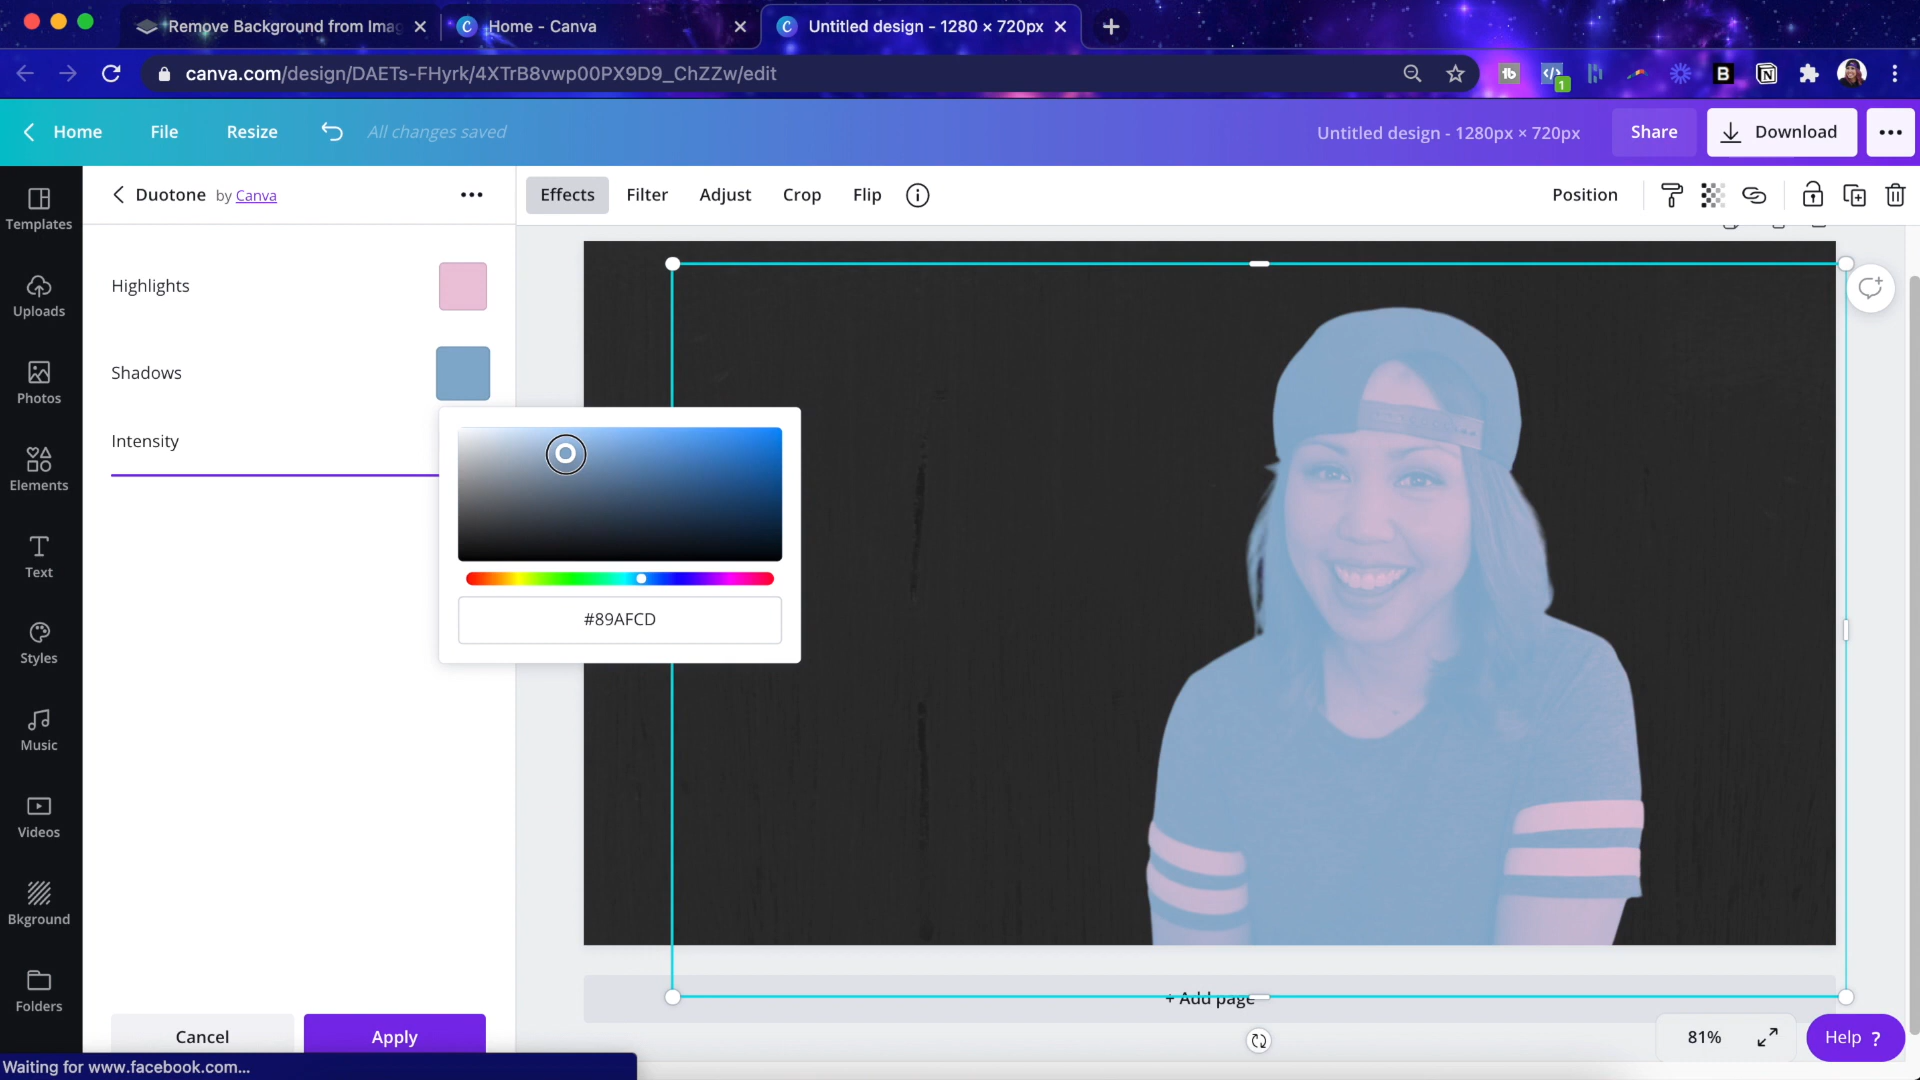 Remove Background from Imag
Home - Canva
Untitled design - 1280 × 720px
canva.com/design/DAETs-FHyrk/4XTrB8vwp00PX9D9_ChZZw/edit
Home
File
Resize
All changes saved
Untitled design - 1280px × 720px
Share
Download
Templates
Uploads
Photos
Elements
Text
Styles
Music
Videos
Bkground
Folders
Duotone by Canva
Effects
Filter
Adjust
Crop
Flip
Position
Highlights
Shadows
Intensity
#89AFCD
+ Add page
Cancel
Apply
81%
Help ?
Waiting for www.facebook.com...